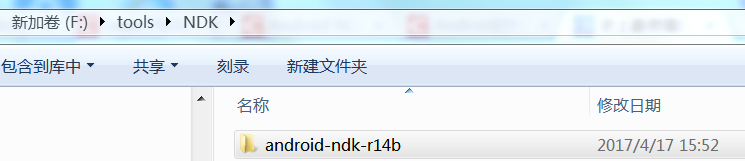 新加卷 (F:) ▸ tools ▸ NDK ▸
包含到库中 共享 刻录 新建文件夹
名称 修改日期
android-ndk-r14b 2017/4/17 15:52